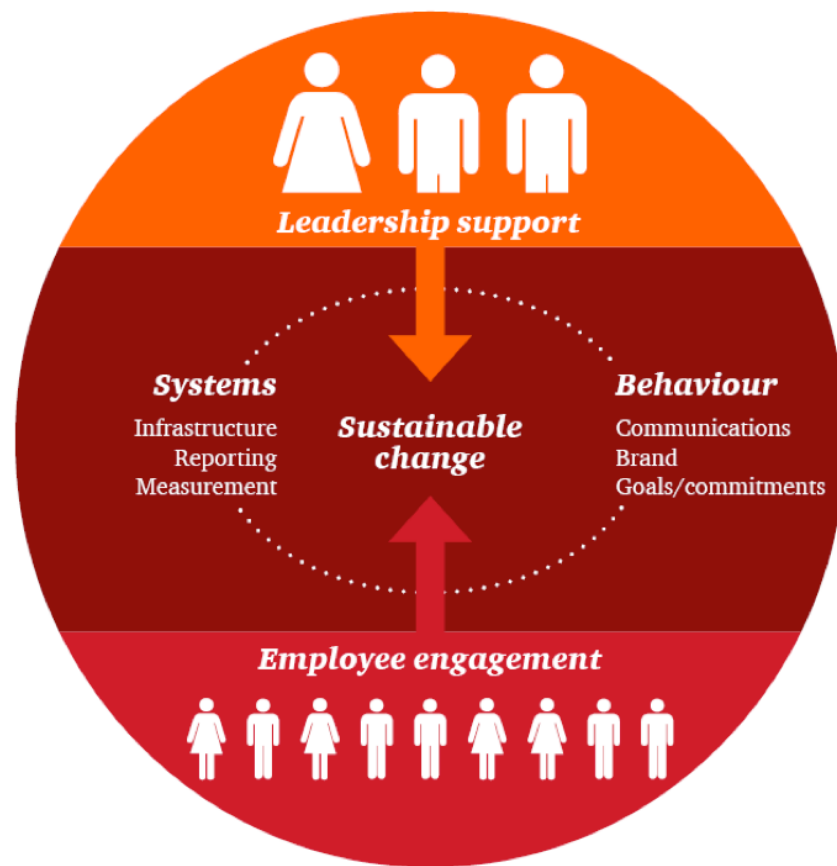 Leadership support
Systems
Infrastructure
Reporting
Measurement
Sustainable
change
Behaviour
Communications
Brand
Goals/commitments
Employee engagement